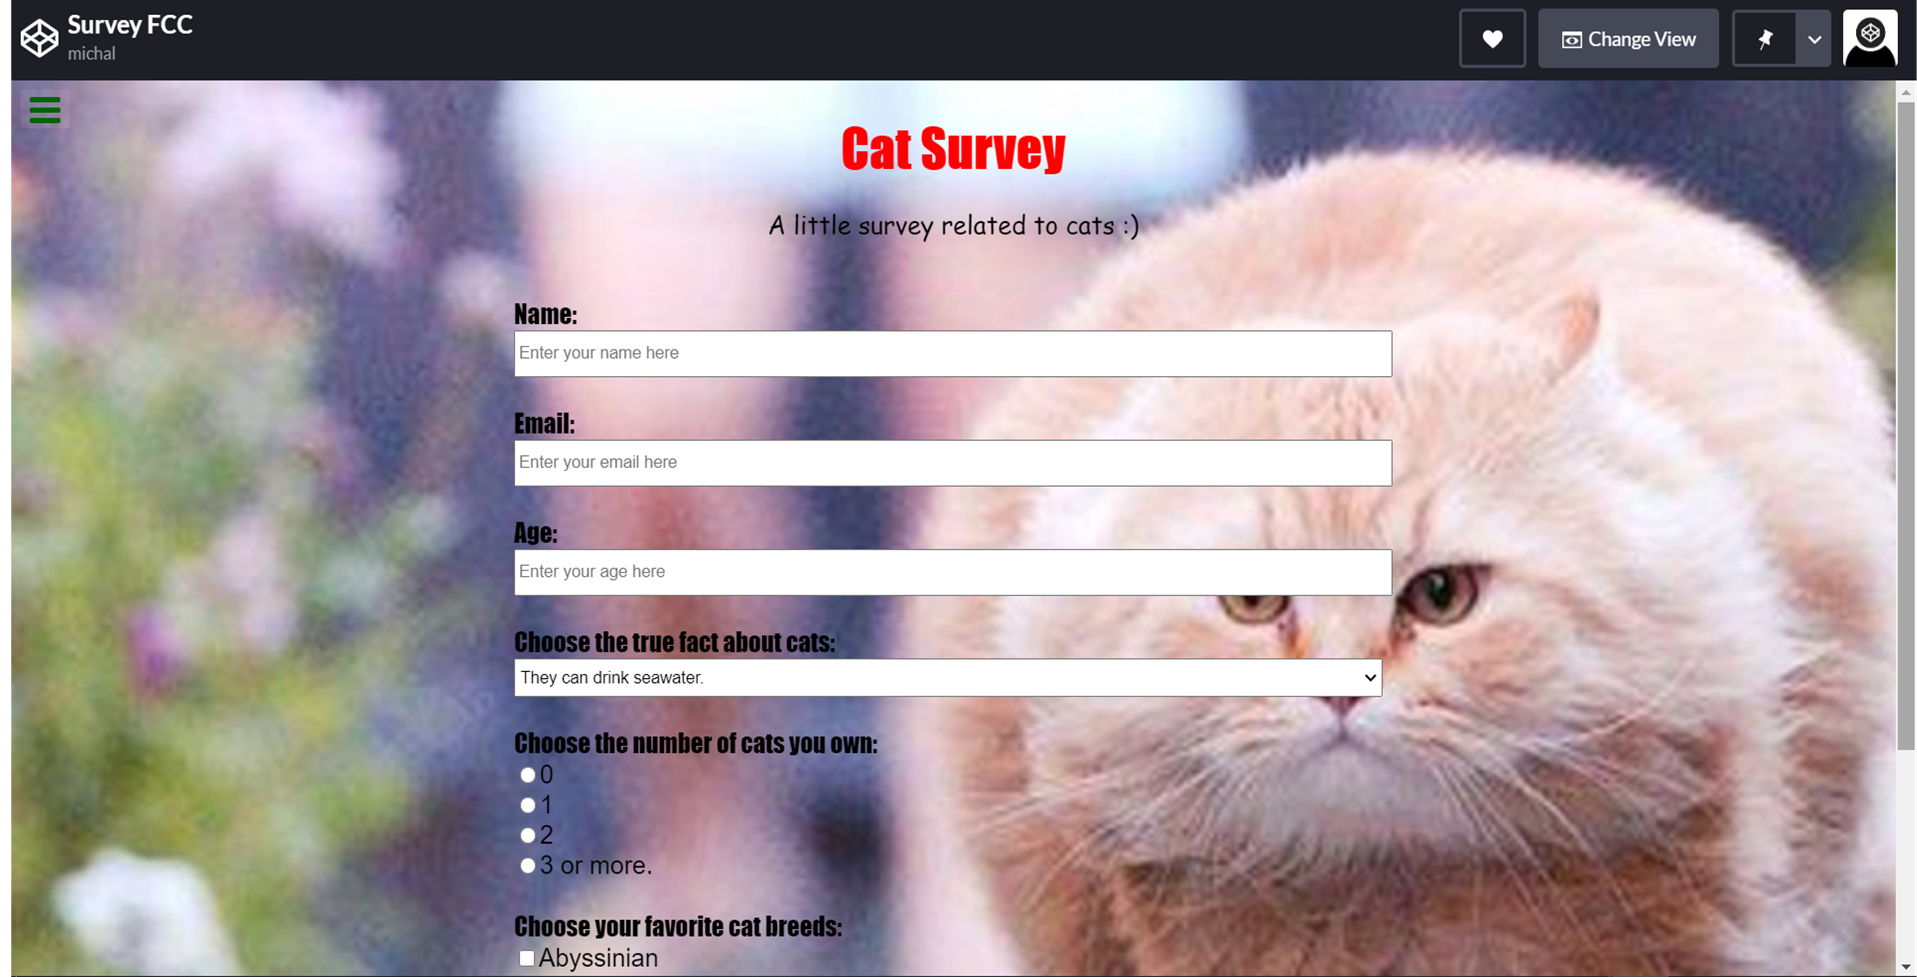 Survey FCC
michal
Change View
Cat Survey
A little survey related to cats :)
Name:
Enter your name here
Email:
Enter your email here
Age:
Enter your age here
Choose the true fact about cats:
They can drink seawater.
Choose the number of cats you own:
0
1
2
3 or more.
Choose your favorite cat breeds:
Abyssinian